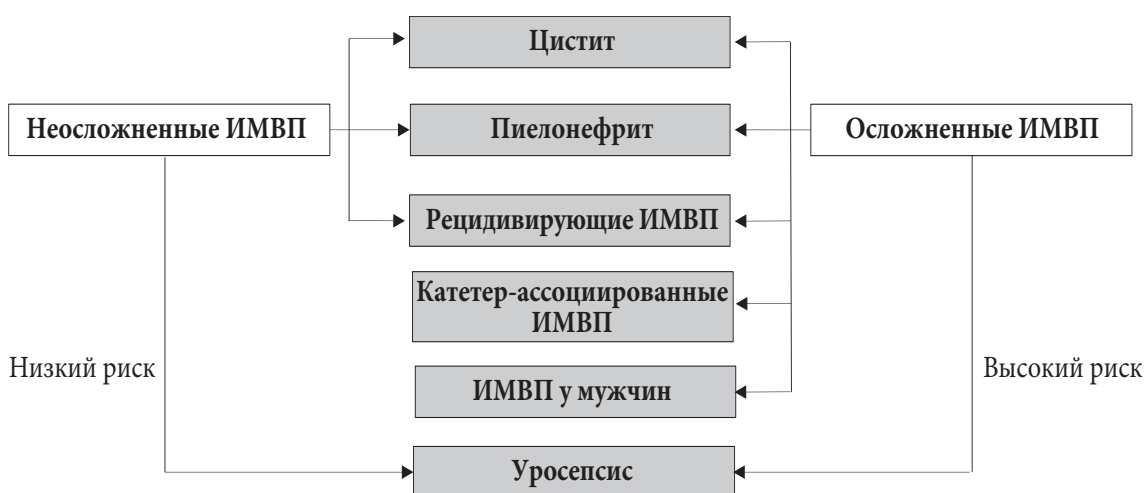 Цистит
Неосложненные ИМВП
Пиелонефрит
Осложненные ИМВП
Рецидивирующие ИМВП
Катетер-ассоциированные
ИМВП
Низкий риск
Высокий риск
ИМВП у мужчин
Уросепсис